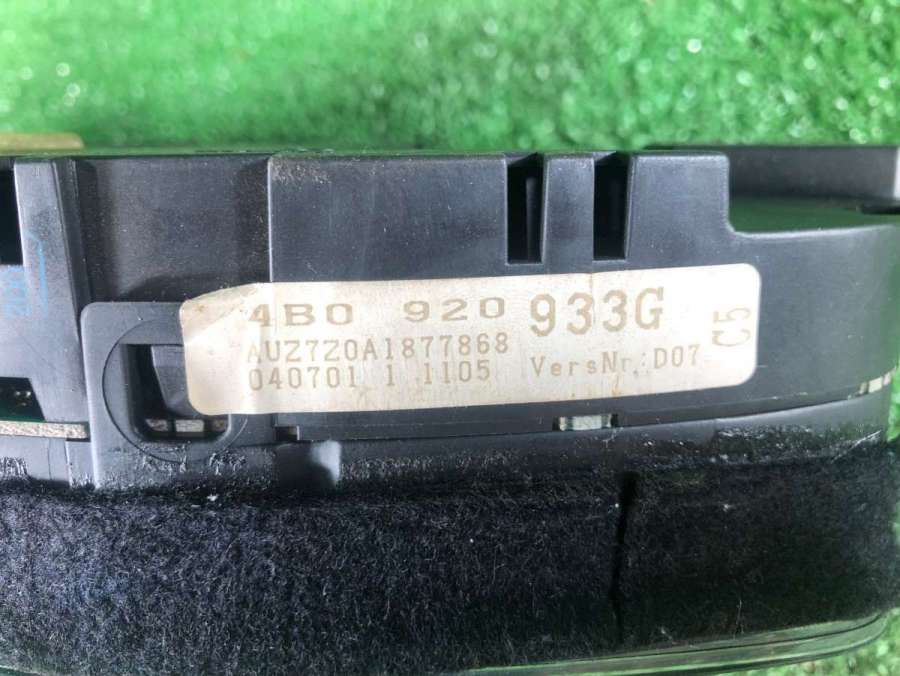 4B0 920 933G
AUZ7Z0A1877868
040701 1 1105 VersNr.:D07
C5